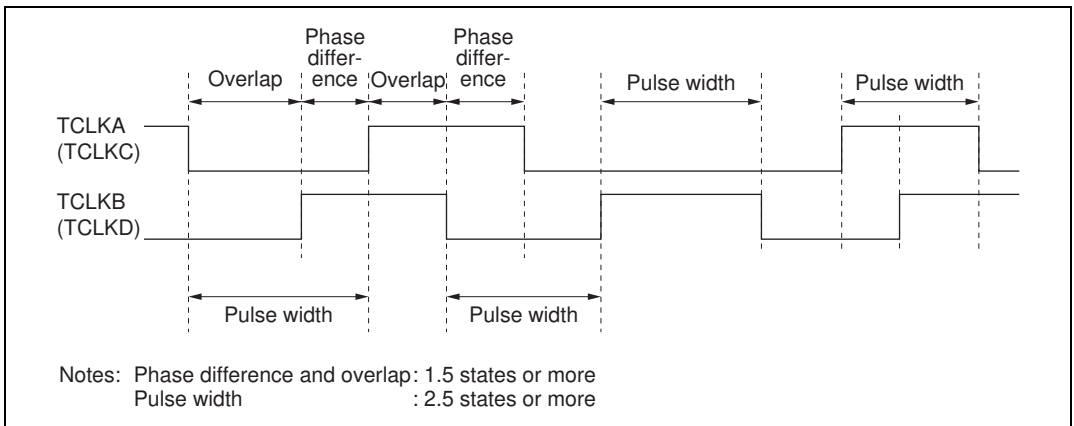 Phase
differ-
ence
Phase
differ-
ence
Overlap
Overlap
Pulse width
Pulse width
TCLKA
(TCLKC)
TCLKB
(TCLKD)
Pulse width
Pulse width
Notes: Phase difference and overlap : 1.5 states or more
Pulse width : 2.5 states or more